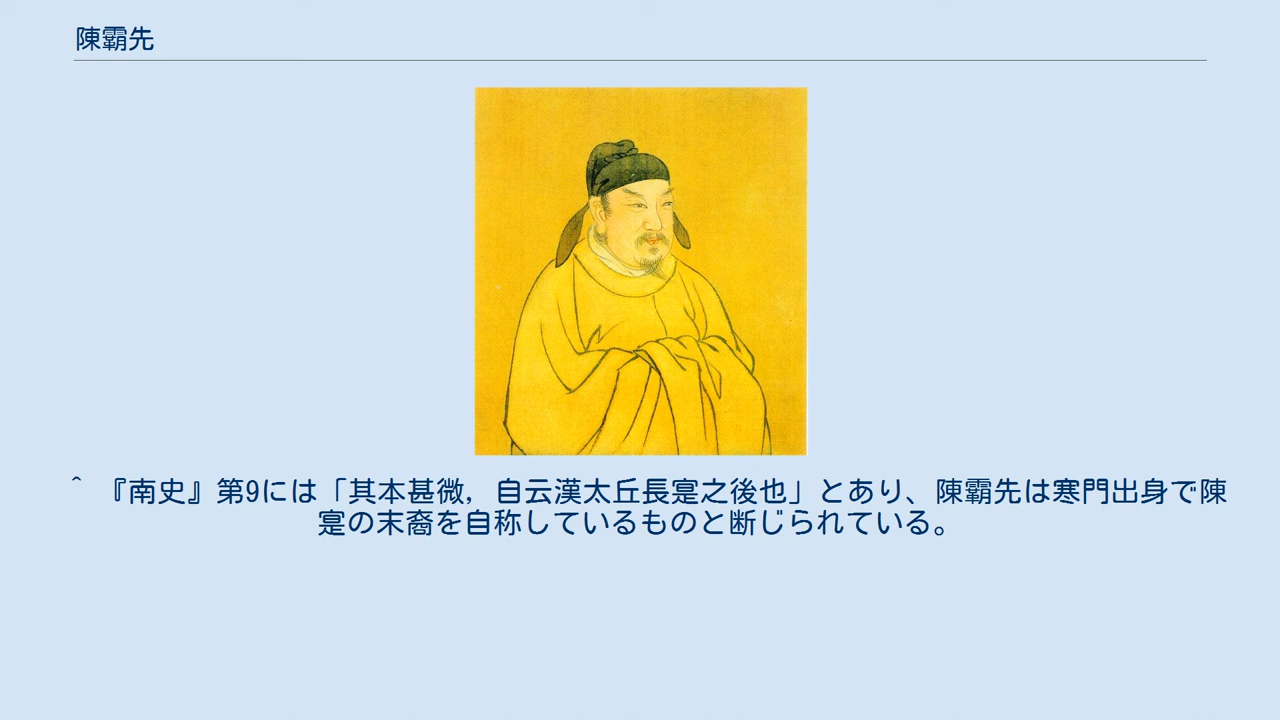 陳霸先
^ 『南史』第9には「其本甚微，自云漢太丘長寔之後也」とあり、陳霸先は寒門出身で陳
寔の末裔を自称しているものと断じられている。